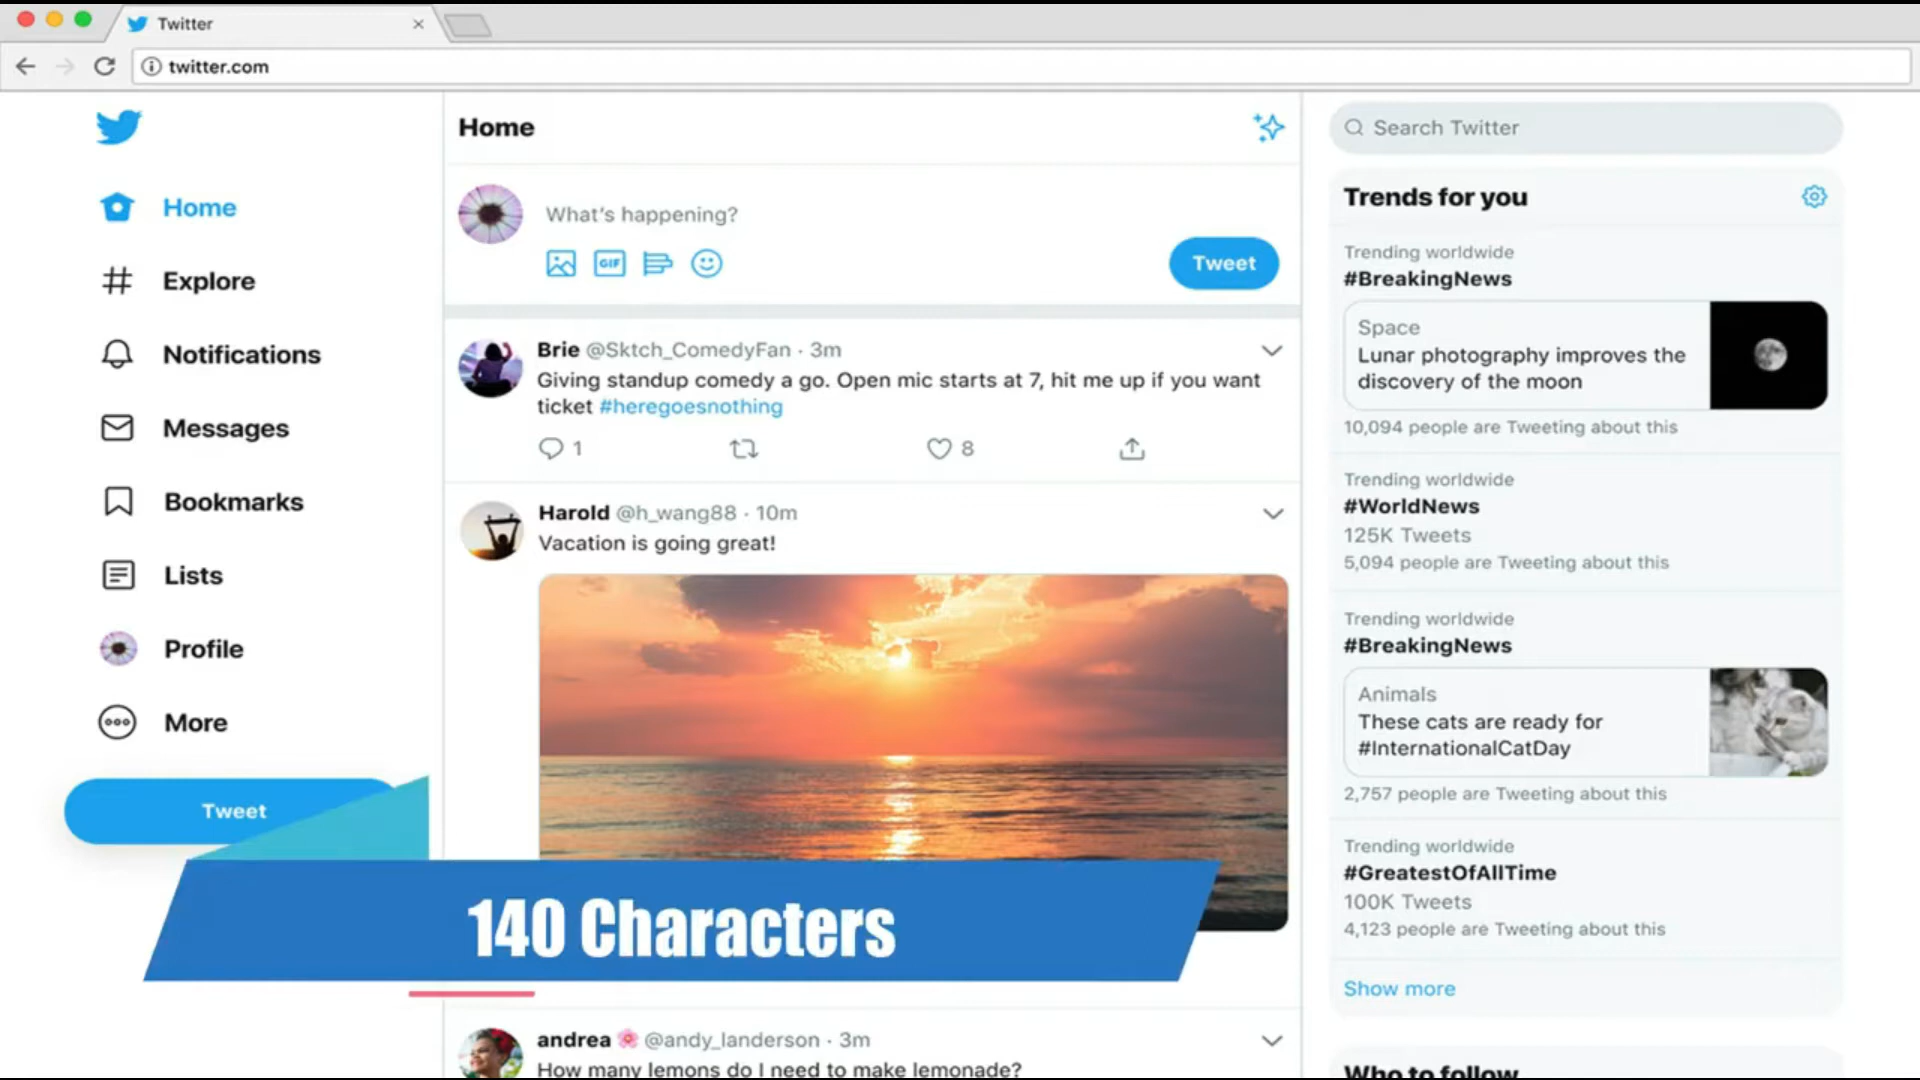 Twitter
twitter.com
Home
Explore
Notifications
Messages
Bookmarks
Lists
Profile
More
Tweet
Home
What's happening?
GIF
Tweet
Brie @Sktch_ComedyFan · 3m
Giving standup comedy a go. Open mic starts at 7, hit me up if you want
ticket #heregoesnothing
1
8
Harold @h_wang88 · 10m
Vacation is going great!
140 Characters
andrea 🌸 @andy_landerson · 3m
How many lemons do I need to make lemonade?
Search Twitter
Trends for you
Trending worldwide
#BreakingNews
Space
Lunar photography improves the
discovery of the moon
10,094 people are Tweeting about this
Trending worldwide
#WorldNews
125K Tweets
5,094 people are Tweeting about this
Trending worldwide
#BreakingNews
Animals
These cats are ready for
#InternationalCatDay
2,757 people are Tweeting about this
Trending worldwide
#GreatestOfAllTime
100K Tweets
4,123 people are Tweeting about this
Show more
Who to follow